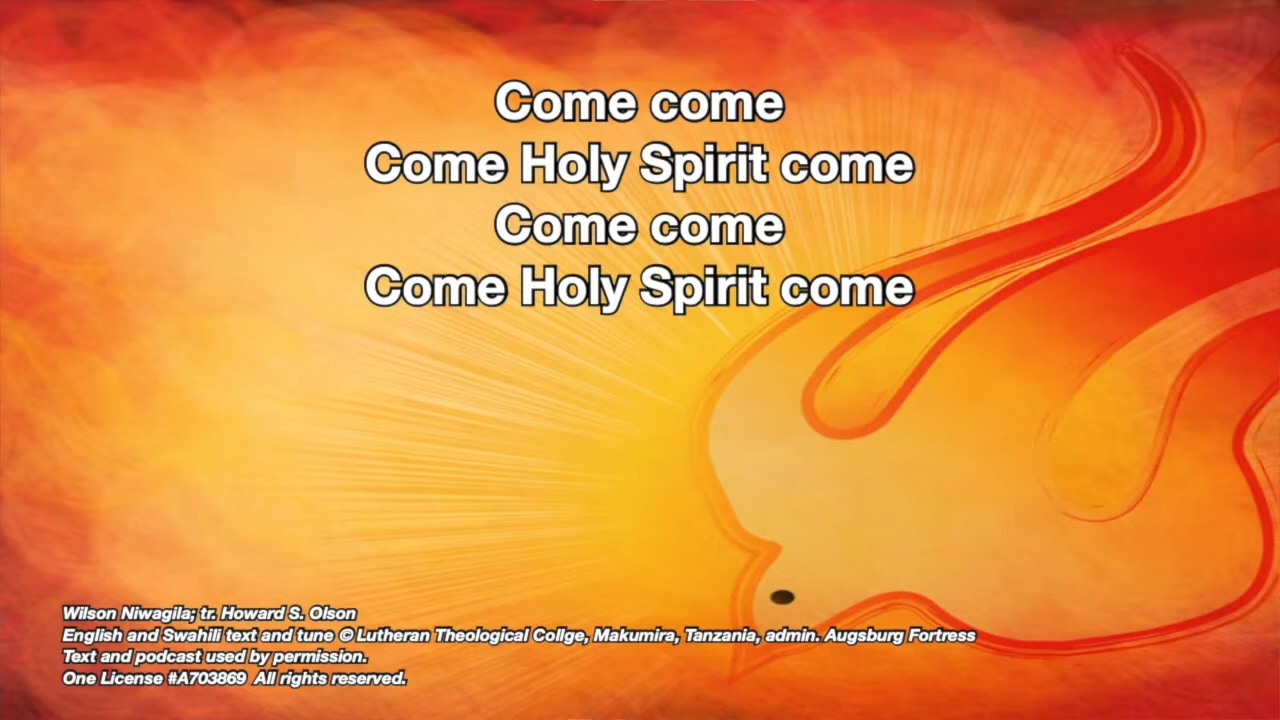 Come come
Come Holy Spirit come
Come come
Come Holy Spirit come
Wilson Niwagila; tr. Howard S. Olson
English and Swahili text and tune © Lutheran Theological Collge, Makumira, Tanzania, admin. Augsburg Fortress
Text and podcast used by permission.
One License #A703869 All rights reserved.